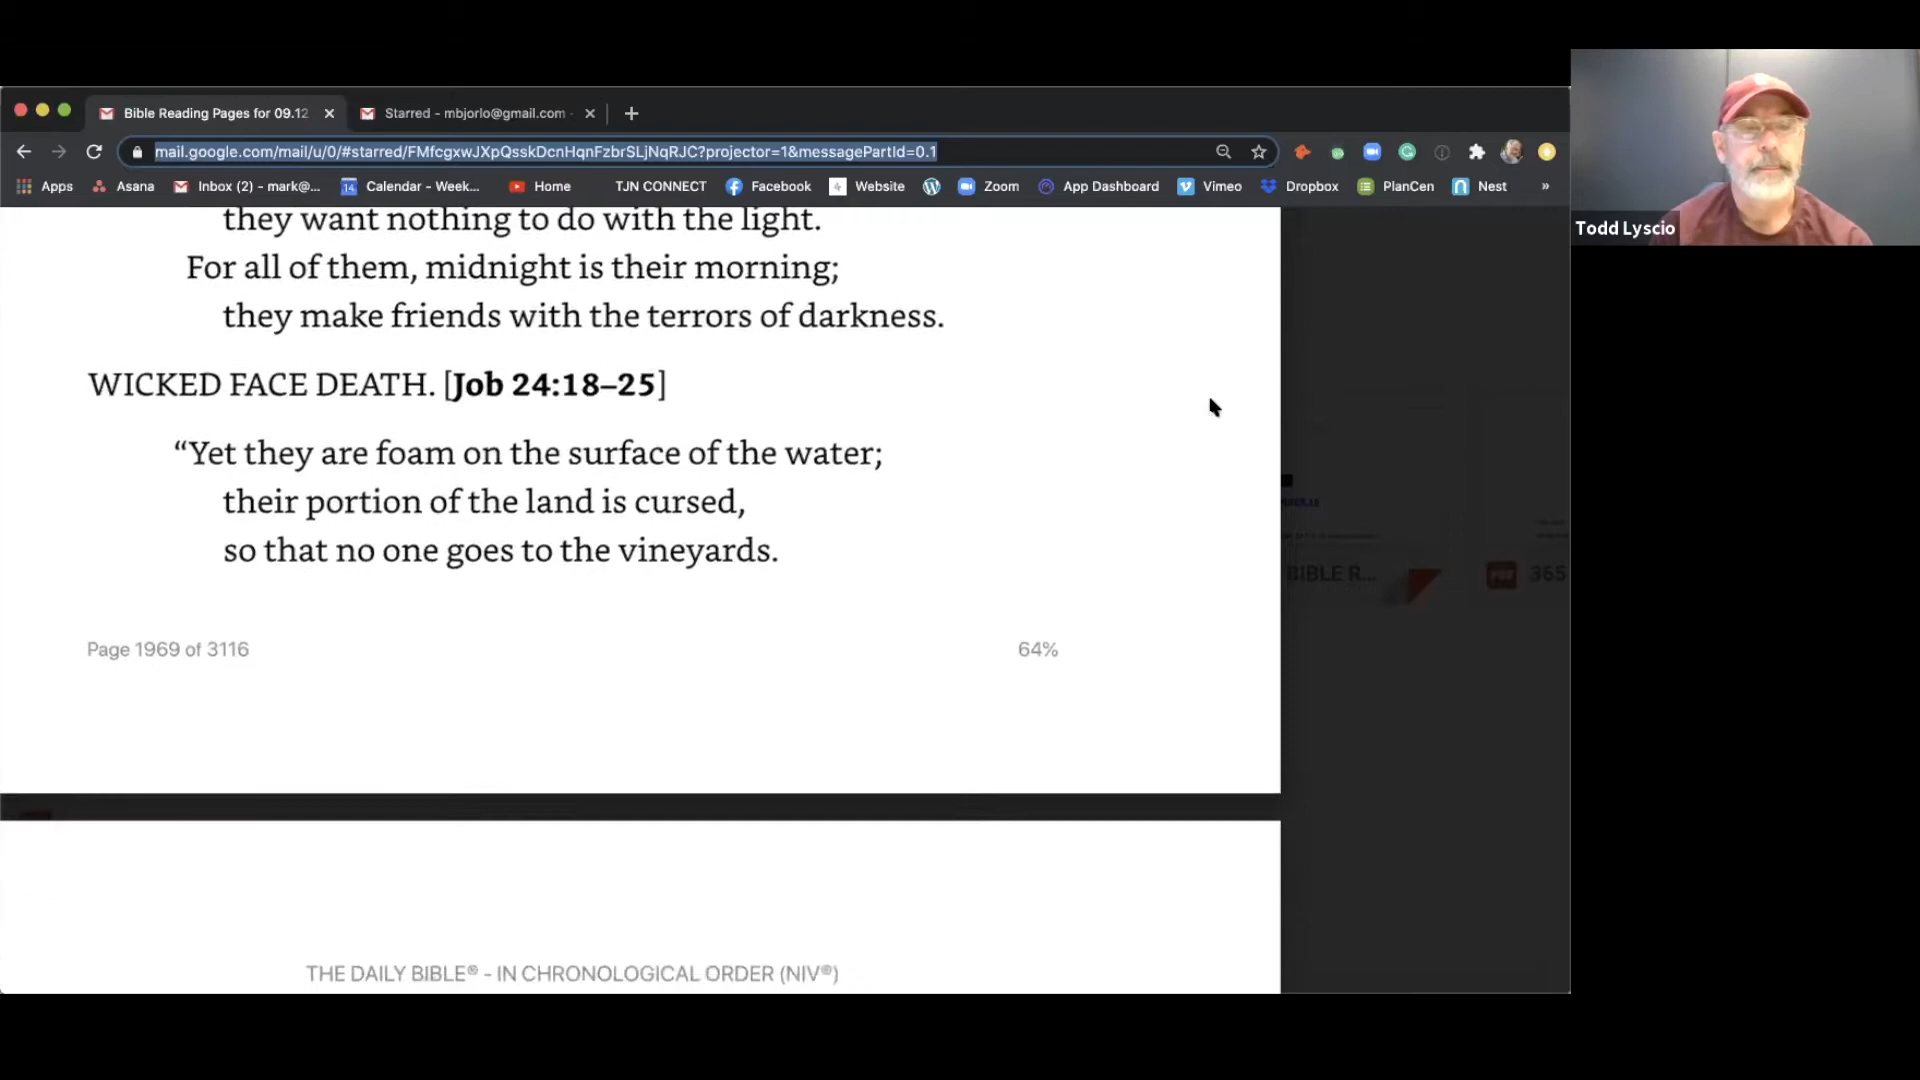 Bible Reading Pages for 09.12
Starred - mbjorlo@gmail.com -
mail.google.com/mail/u/0/#starred/FMfcgxwJXpQsskDcnHqnFzbrSLjNqRJC?projector=1&messagePartId=0.1
Apps Asana Inbox (2) - mark@... 14 Calendar - Week... Home TJN CONNECT Facebook Website Zoom App Dashboard Vimeo Dropbox PlanCen Nest »
they want nothing to do with the light.
For all of them, midnight is their morning;
they make friends with the terrors of darkness.
WICKED FACE DEATH. [Job 24:18–25]
“Yet they are foam on the surface of the water;
their portion of the land is cursed,
so that no one goes to the vineyards.
Page 1969 of 3116 64%
THE DAILY BIBLE® - IN CHRONOLOGICAL ORDER (NIV®)
BIBLE R... PDF 365
Todd Lyscio